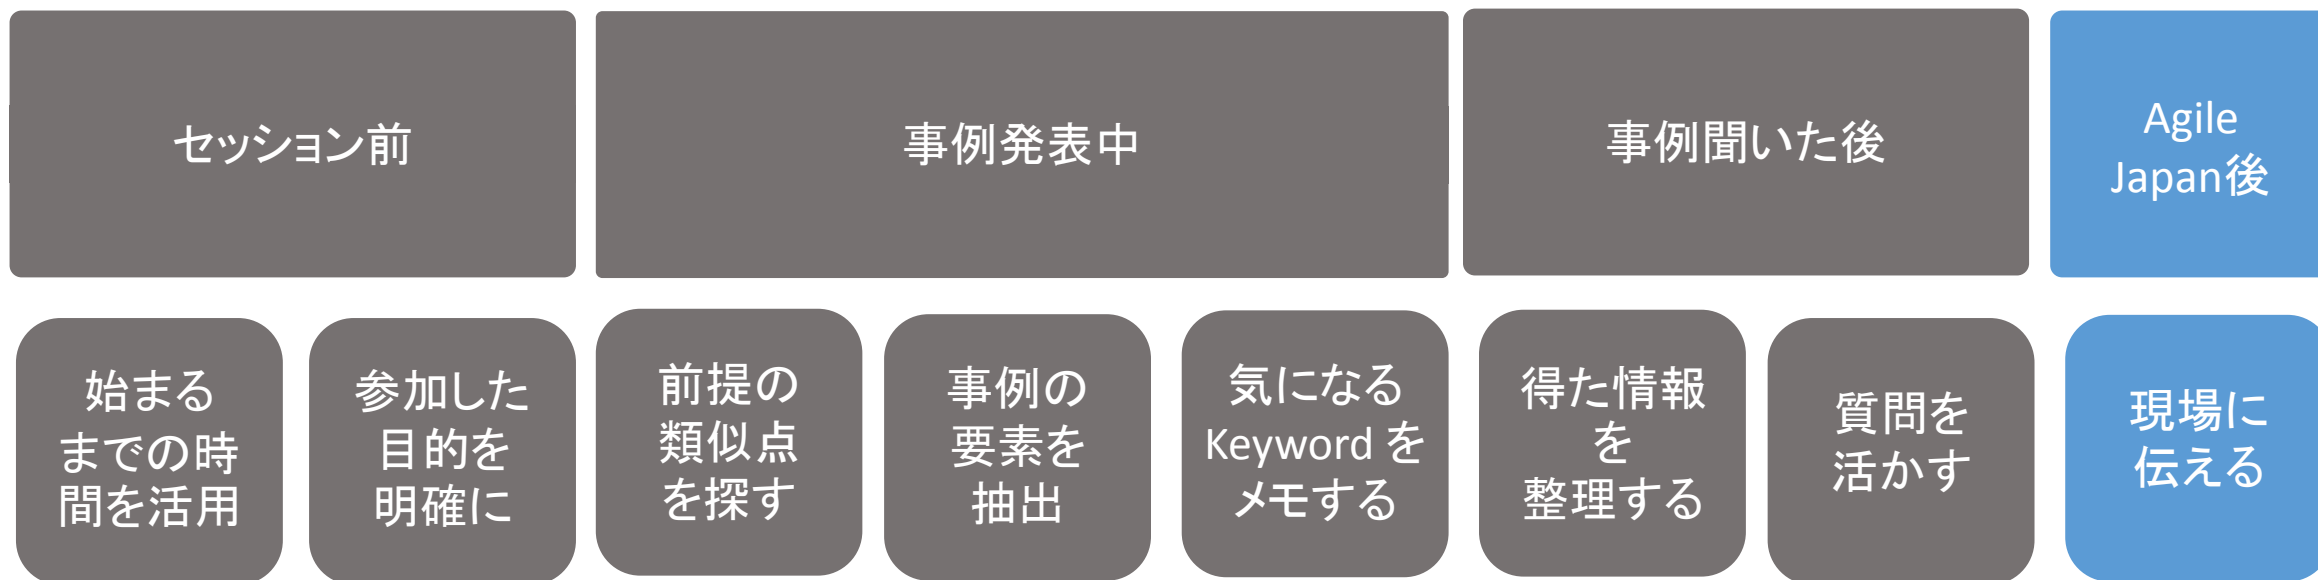 セッション前
事例発表中
事例聞いた後
Agile
Japan後
始まる
までの時
間を活用
参加した
目的を
明確に
前提の
類似点
を探す
事例の
要素を
抽出
気になる
Keyword を
メモする
得た情報
を
整理する
質問を
活かす
現場に
伝える